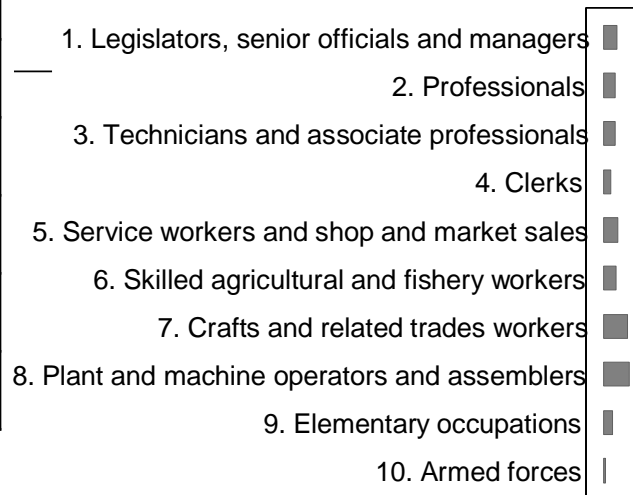 1. Legislators, senior officials and managers
2. Professionals
3. Technicians and associate professionals
4. Clerks
5. Service workers and shop and market sales
6. Skilled agricultural and fishery workers
7. Crafts and related trades workers
8. Plant and machine operators and assemblers
9. Elementary occupations
10. Armed forces